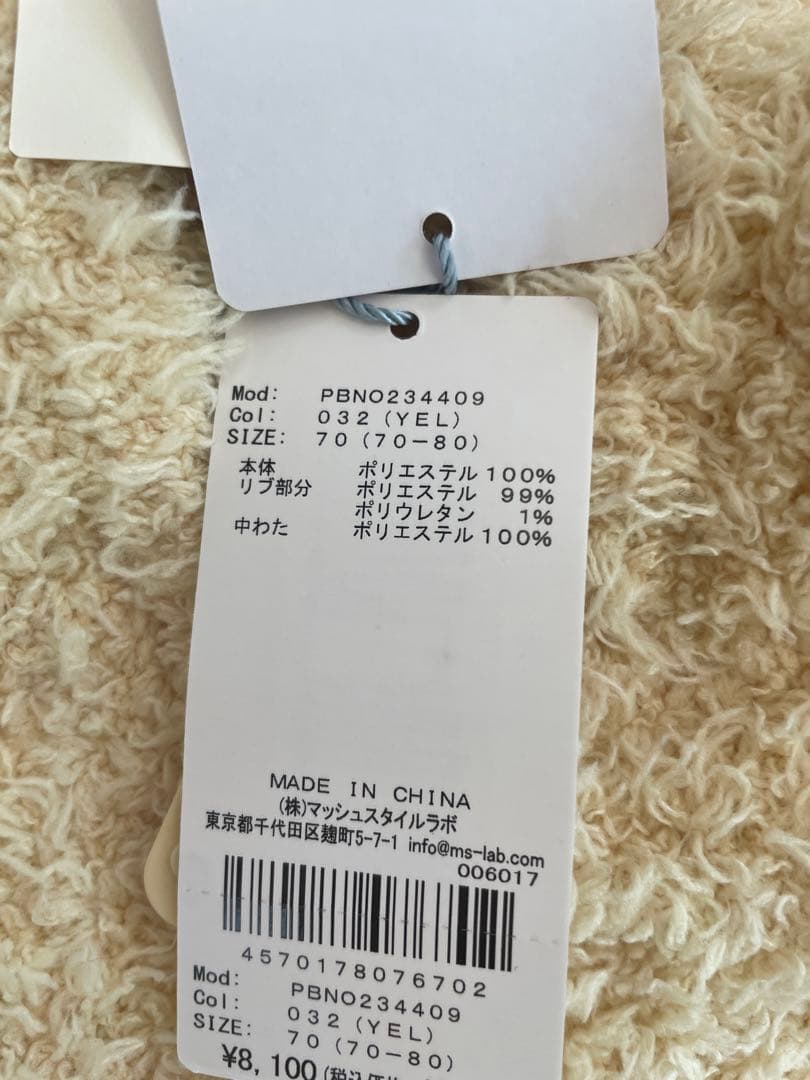 Mod: PBNO234409
Col: 032 (YEL)
SIZE: 70 (70-80)
本体 ポリエステル 100%
リブ部分 ポリエステル 99%
ポリウレタン 1%
中わた ポリエステル 100%
MADE IN CHINA
(株)マッシュスタイルラボ
東京都千代田区麹町5-7-1 info@ms-lab.com
006017
4570178076702
Mod: PBNO234409
Col: 032 (YEL)
SIZE: 70 (70-80)
¥8,100 (税込価